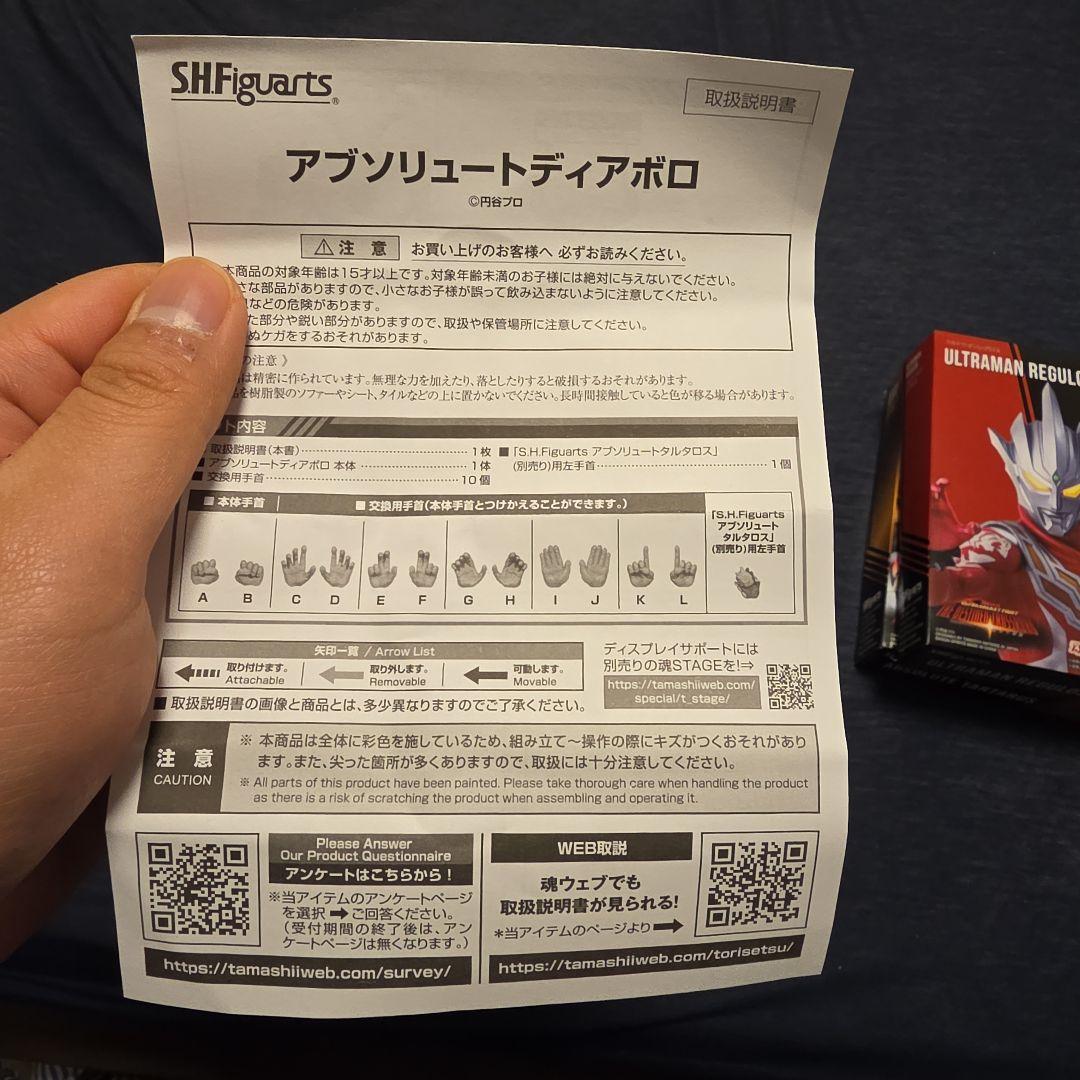 S.H.Figuarts®
取扱説明書
アブソリュートディアボロ
©円谷プロ
⚠注 意 お買い上げのお客様へ 必ずお読みください。
本商品の対象年齢は15才以上です。対象年齢未満のお子様には絶対に与えないでください。
さな部品がありますので、小さなお子様が誤って飲み込まないように注意してください。
などの危険があります。
た部分や鋭い部分がありますので、取扱や保管場所に注意してください。
ぬケガをするおそれがあります。
の注意 》
は精密に作られています。無理な力を加えたり、落としたりすると破損するおそれがあります。
を樹脂製のソファーやシート、タイルなどの上に置かないでください。長時間接触していると色が移る場合があります。
ト内容
取扱説明書(本書) 1枚
■ アブソリュートディアボロ 本体 1体
■ 交換用手首 10個
■「S.H.Figuarts アブソリュートタルタロス」
(別売り)用左手首 1個
■ 本体手首
■ 交換用手首(本体手首とつけかえることができます。)
「S.H.Figuarts
アブソリュート
タルタロス」
(別売り)用左手首
A B C D E F G H I J K L
矢印一覧 / Arrow List
取り付けます。
Attachable
取り外します。
Removable
可動します。
Movable
ディスプレイサポートには
別売りの魂STAGEを!⇒
https://tamashiiweb.com/
special/t_stage/
■ 取扱説明書の画像と商品とは、多少異なりますのでご了承ください。
注 意
CAUTION
※ 本商品は全体に彩色を施しているため、組み立て～操作の際にキズがつくおそれがあり
ます。また、尖った箇所が多くありますので、取扱には十分注意してください。
※ All parts of this product have been painted. Please take thorough care when handling the product
as there is a risk of scratching the product when assembling and operating it.
Please Answer
Our Product Questionnaire
アンケートはこちらから!
※当アイテムのアンケートページ
を選択 ➡ ご回答ください。
(受付期間の終了後は、アン
ケートページは無くなります。)
https://tamashiiweb.com/survey/
WEB取説
魂ウェブでも
取扱説明書が見られる!
*当アイテムのページより➡
https://tamashiiweb.com/torisetsu/
ULTRAMAN REGULO